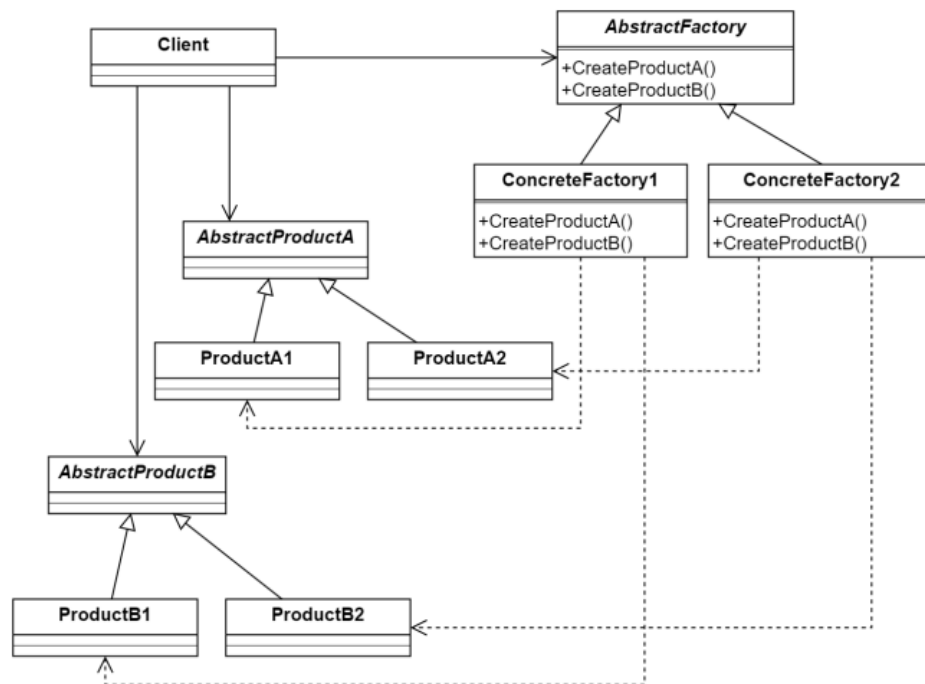 Client
AbstractFactory
+CreateProductA()
+CreateProductB()
ConcreteFactory1
+CreateProductA()
+CreateProductB()
ConcreteFactory2
+CreateProductA()
+CreateProductB()
AbstractProductA
ProductA1
ProductA2
AbstractProductB
ProductB1
ProductB2